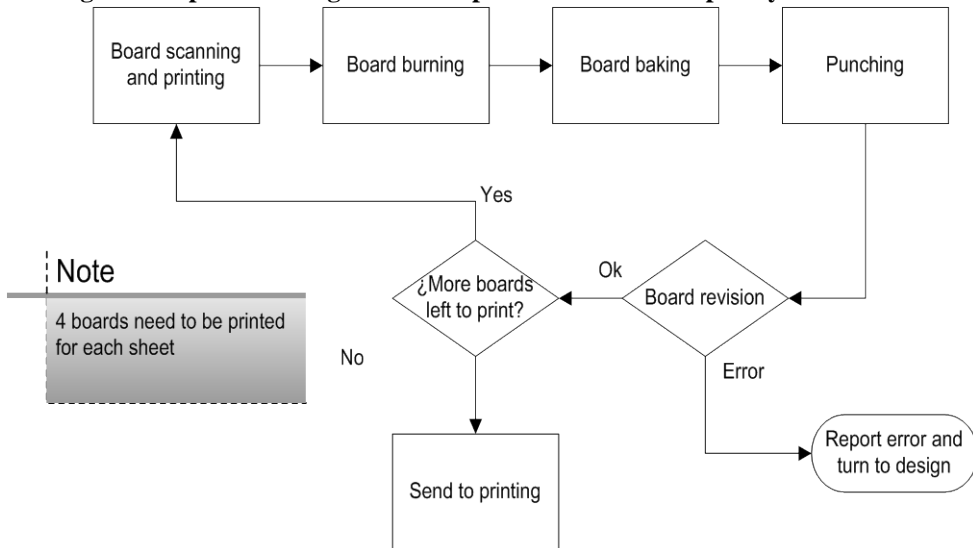 Board scanning
and printing
Board burning
Board baking
Punching
Yes
Note
4 boards need to be printed
for each sheet
¿More boards
left to print?
Ok
Board revision
No
Error
Report error and
turn to design
Send to printing